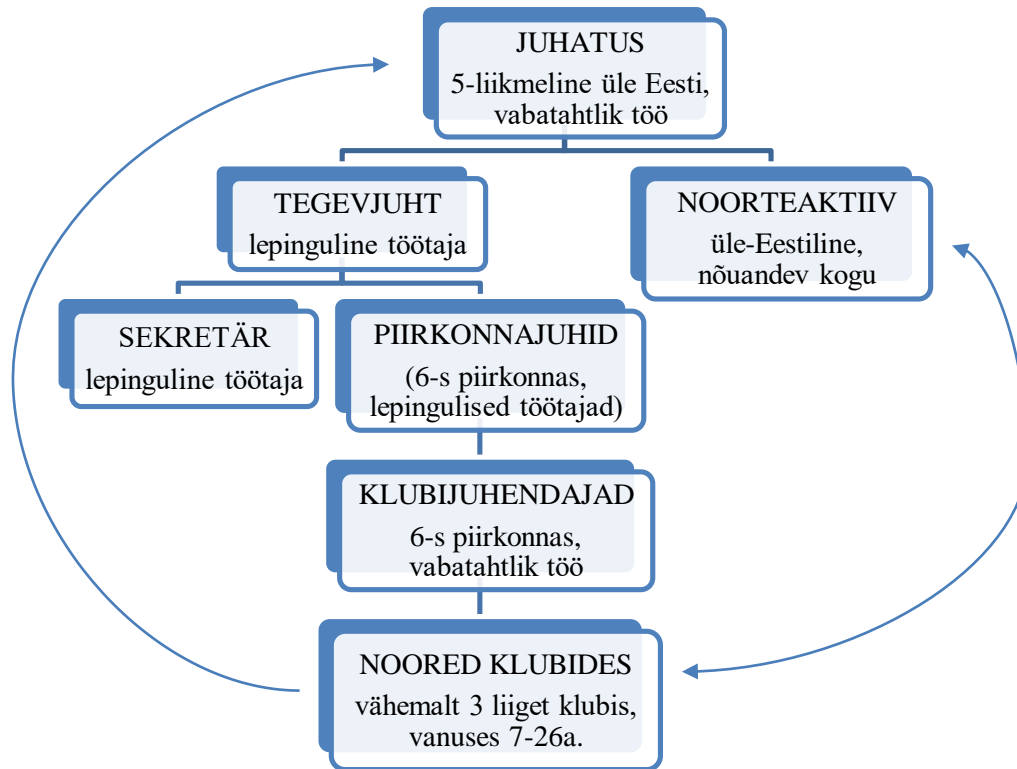 JUHATUS
5-liikmeline üle Eesti,
vabatahtlik töö
TEGEVJUHT
lepinguline töötaja
NOORTEAKTIIV
üle-Eestiline,
nõuandev kogu
SEKRETÄR
lepinguline töötaja
PIIRKONNAJUHID
(6-s piirkonnas,
lepingulised töötajad)
KLUBIJUHENDAJAD
6-s piirkonnas,
vabatahtlik töö
NOORED KLUBIDES
vähemalt 3 liiget klubis,
vanuses 7-26a.